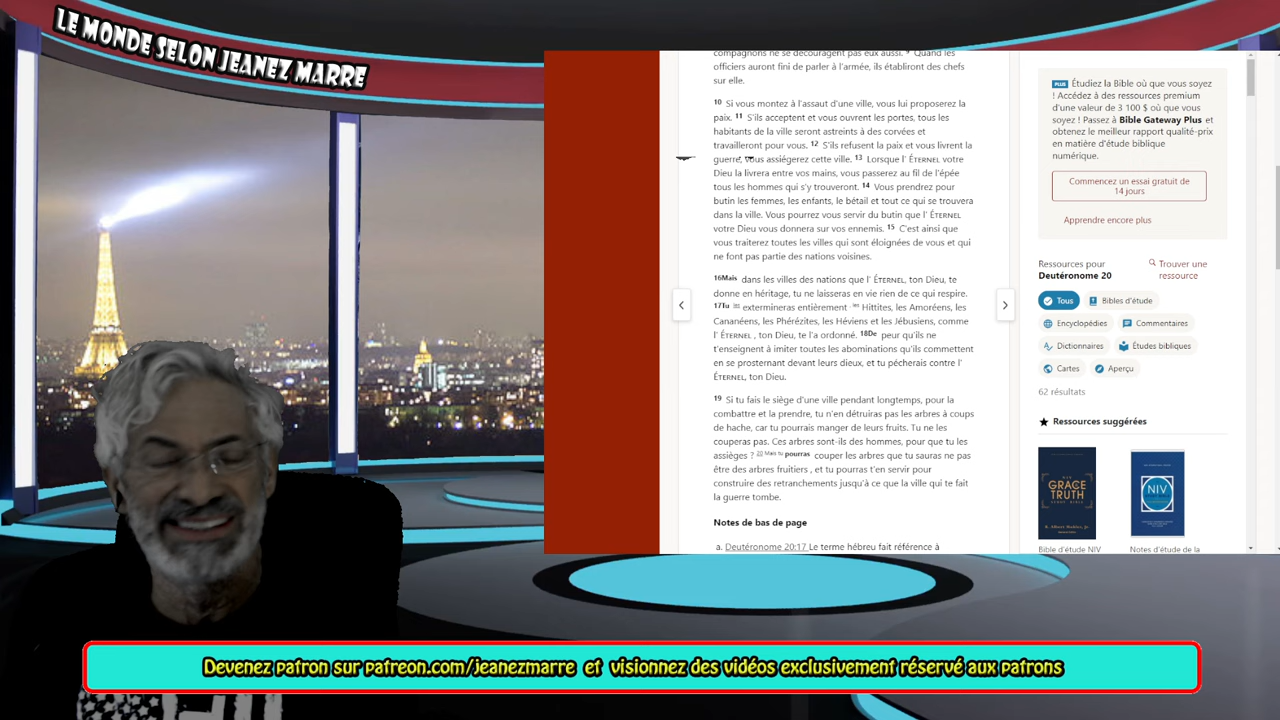 LE MONDE SELON JEANEZ MARRE
compagnons ne se découragent pas eux aussi. 9 Quand les
officiers auront fini de parler à l'armée, ils établiront des chefs
sur elle.
10 Si vous montez à l'assaut d'une ville, vous lui proposerez la
paix. 11 S'ils acceptent et vous ouvrent les portes, tous les
habitants de la ville seront astreints à des corvées et
travailleront pour vous. 12 S'ils refusent la paix et vous livrent la
guerre, vous assiégerez cette ville. 13 Lorsque l' ÉTERNEL votre
Dieu la livrera entre vos mains, vous passerez au fil de l'épée
tous les hommes qui s'y trouveront. 14 Vous prendrez pour
butin les femmes, les enfants, le bétail et tout ce qui se trouvera
dans la ville. Vous pourrez vous servir du butin que l' ÉTERNEL
votre Dieu vous donnera sur vos ennemis. 15 C'est ainsi que
vous traiterez toutes les villes qui sont éloignées de vous et qui
ne font pas partie des nations voisines.
16Mais dans les villes des nations que l' ÉTERNEL, ton Dieu, te
donne en héritage, tu ne laisseras en vie rien de ce qui respire.
17Tu les extermineras entièrement les Hittites, les Amoréens, les
Cananéens, les Phérézites, les Héviens et les Jébusiens, comme
l' ÉTERNEL , ton Dieu, te l'a ordonné. 18De peur qu'ils ne
t'enseignent à imiter toutes les abominations qu'ils commettent
en se prosternant devant leurs dieux, et tu pécherais contre l'
ÉTERNEL, ton Dieu.
19 Si tu fais le siège d'une ville pendant longtemps, pour la
combattre et la prendre, tu n'en détruiras pas les arbres à coups
de hache, car tu pourrais manger de leurs fruits. Tu ne les
couperas pas. Ces arbres sont-ils des hommes, pour que tu les
assièges ? 20 Mais tu pourras couper les arbres que tu sauras ne pas
être des arbres fruitiers , et tu pourras t'en servir pour
construire des retranchements jusqu'à ce que la ville qui te fait
la guerre tombe.
Notes de bas de page
a. Deutéronome 20:17 Le terme hébreu fait référence à
PLUS Étudiez la Bible où que vous soyez
! Accédez à des ressources premium
d'une valeur de 3 100 $ où que vous
soyez ! Passez à Bible Gateway Plus et
obtenez le meilleur rapport qualité-prix
en matière d'étude biblique
numérique.
Commencez un essai gratuit de
14 jours
Apprendre encore plus
Ressources pour
Deutéronome 20
Trouver une
ressource
Tous
Bibles d'étude
Encyclopédies
Commentaires
Dictionnaires
Études bibliques
Cartes
Aperçu
62 résultats
Ressources suggérées
GRACE
TRUTH
NIV
Bible d'étude NIV
Notes d'étude de la
Devenez patron sur patreon.com/jeanezmarre et visionnez des vidéos exclusivement réservé aux patrons